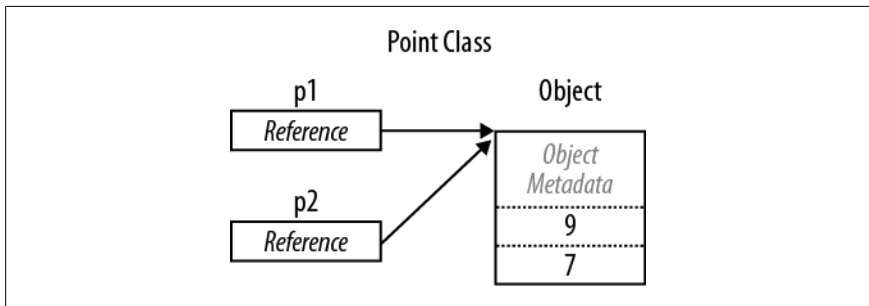 Point Class
p1
Object
Reference
Object
Metadata
p2
9
Reference
7